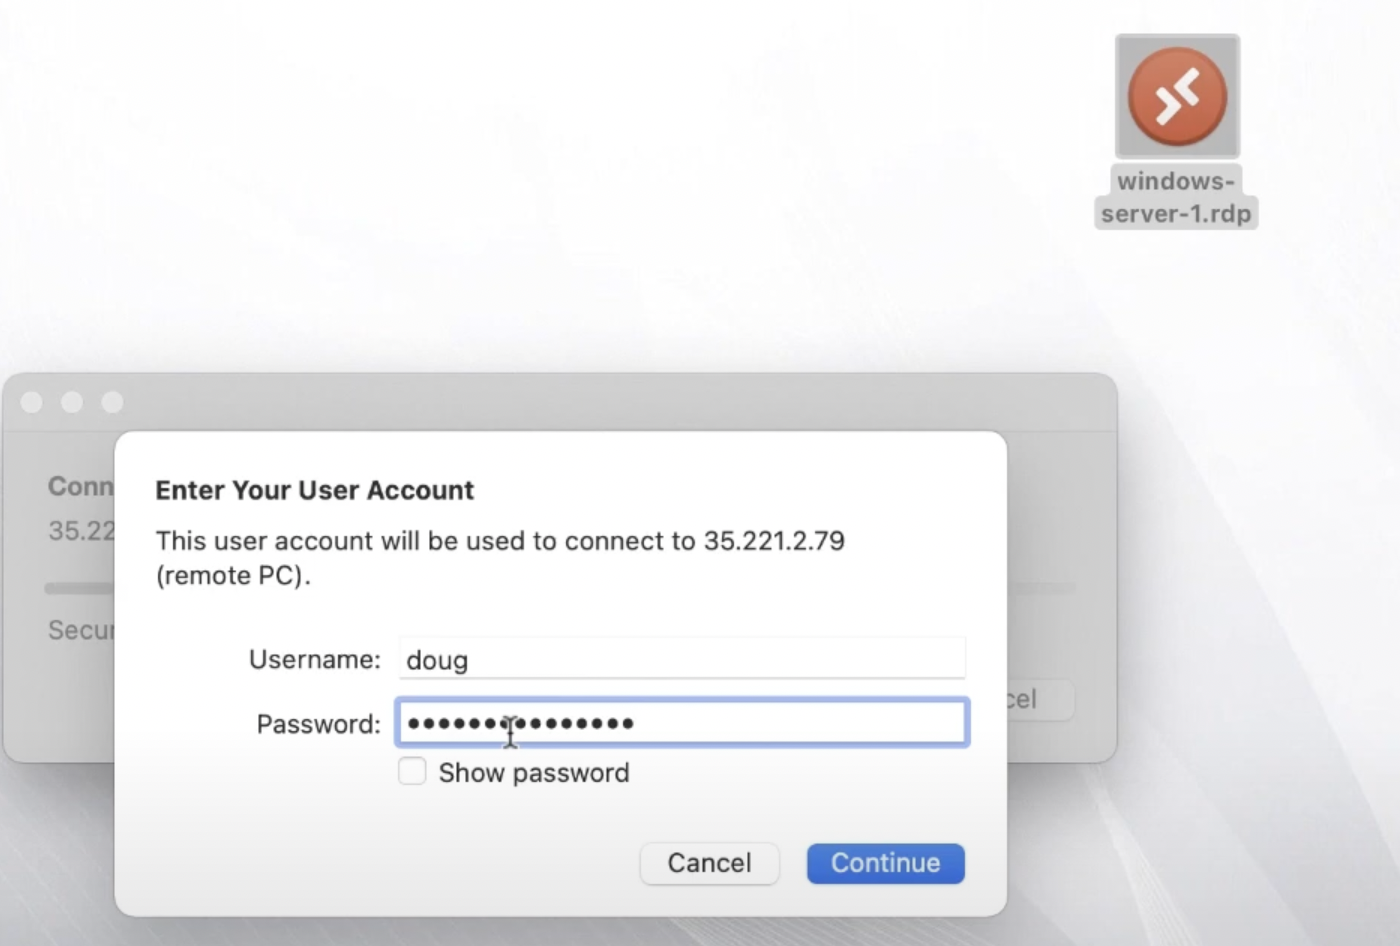 windows-
server-1.rdp
Conn
35.22
Secur
cel
Enter Your User Account
This user account will be used to connect to 35.221.2.79
(remote PC).
Username: doug
Password: ●●●●●●●●●●●●●●●
Show password
Cancel Continue